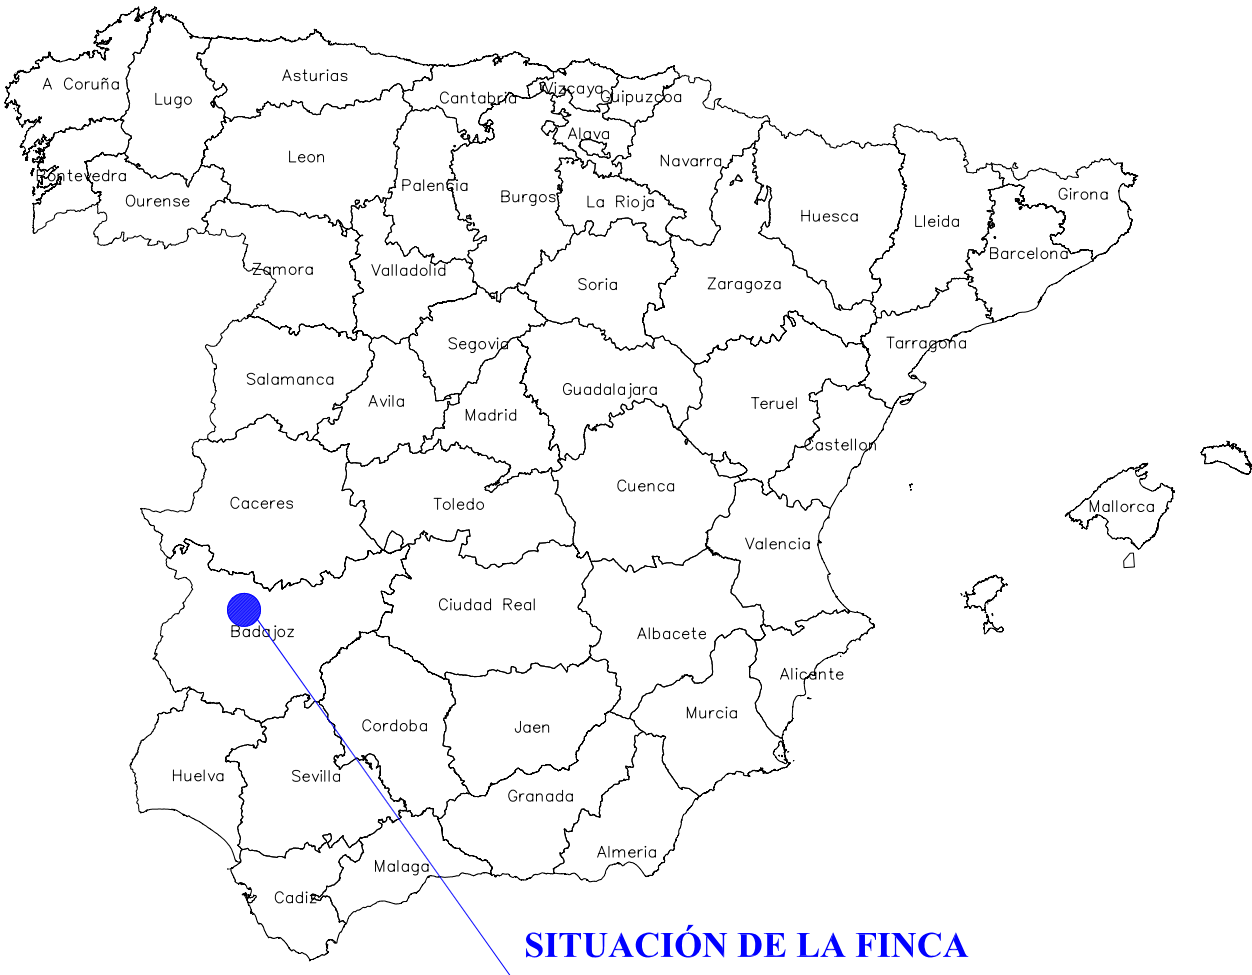 Asturias
A Coruña
Lugo
Cantabria
Vizcaya
Guipuzcoa
Alava
Leon
Navarra
Pontevedra
Palencia
Ourense
Burgos
La Rioja
Huesca
Lleida
Girona
Barcelona
Zamora
Valladolid
Soria
Zaragoza
Segovia
Tarragona
Salamanca
Avila
Guadalajara
Madrid
Teruel
Castellon
Caceres
Toledo
Cuenca
Mallorca
Valencia
Ciudad Real
Badajoz
Albacete
Alicante
Cordoba
Jaen
Murcia
Huelva
Sevilla
Granada
Almeria
Malaga
Cadiz
SITUACIÓN DE LA FINCA